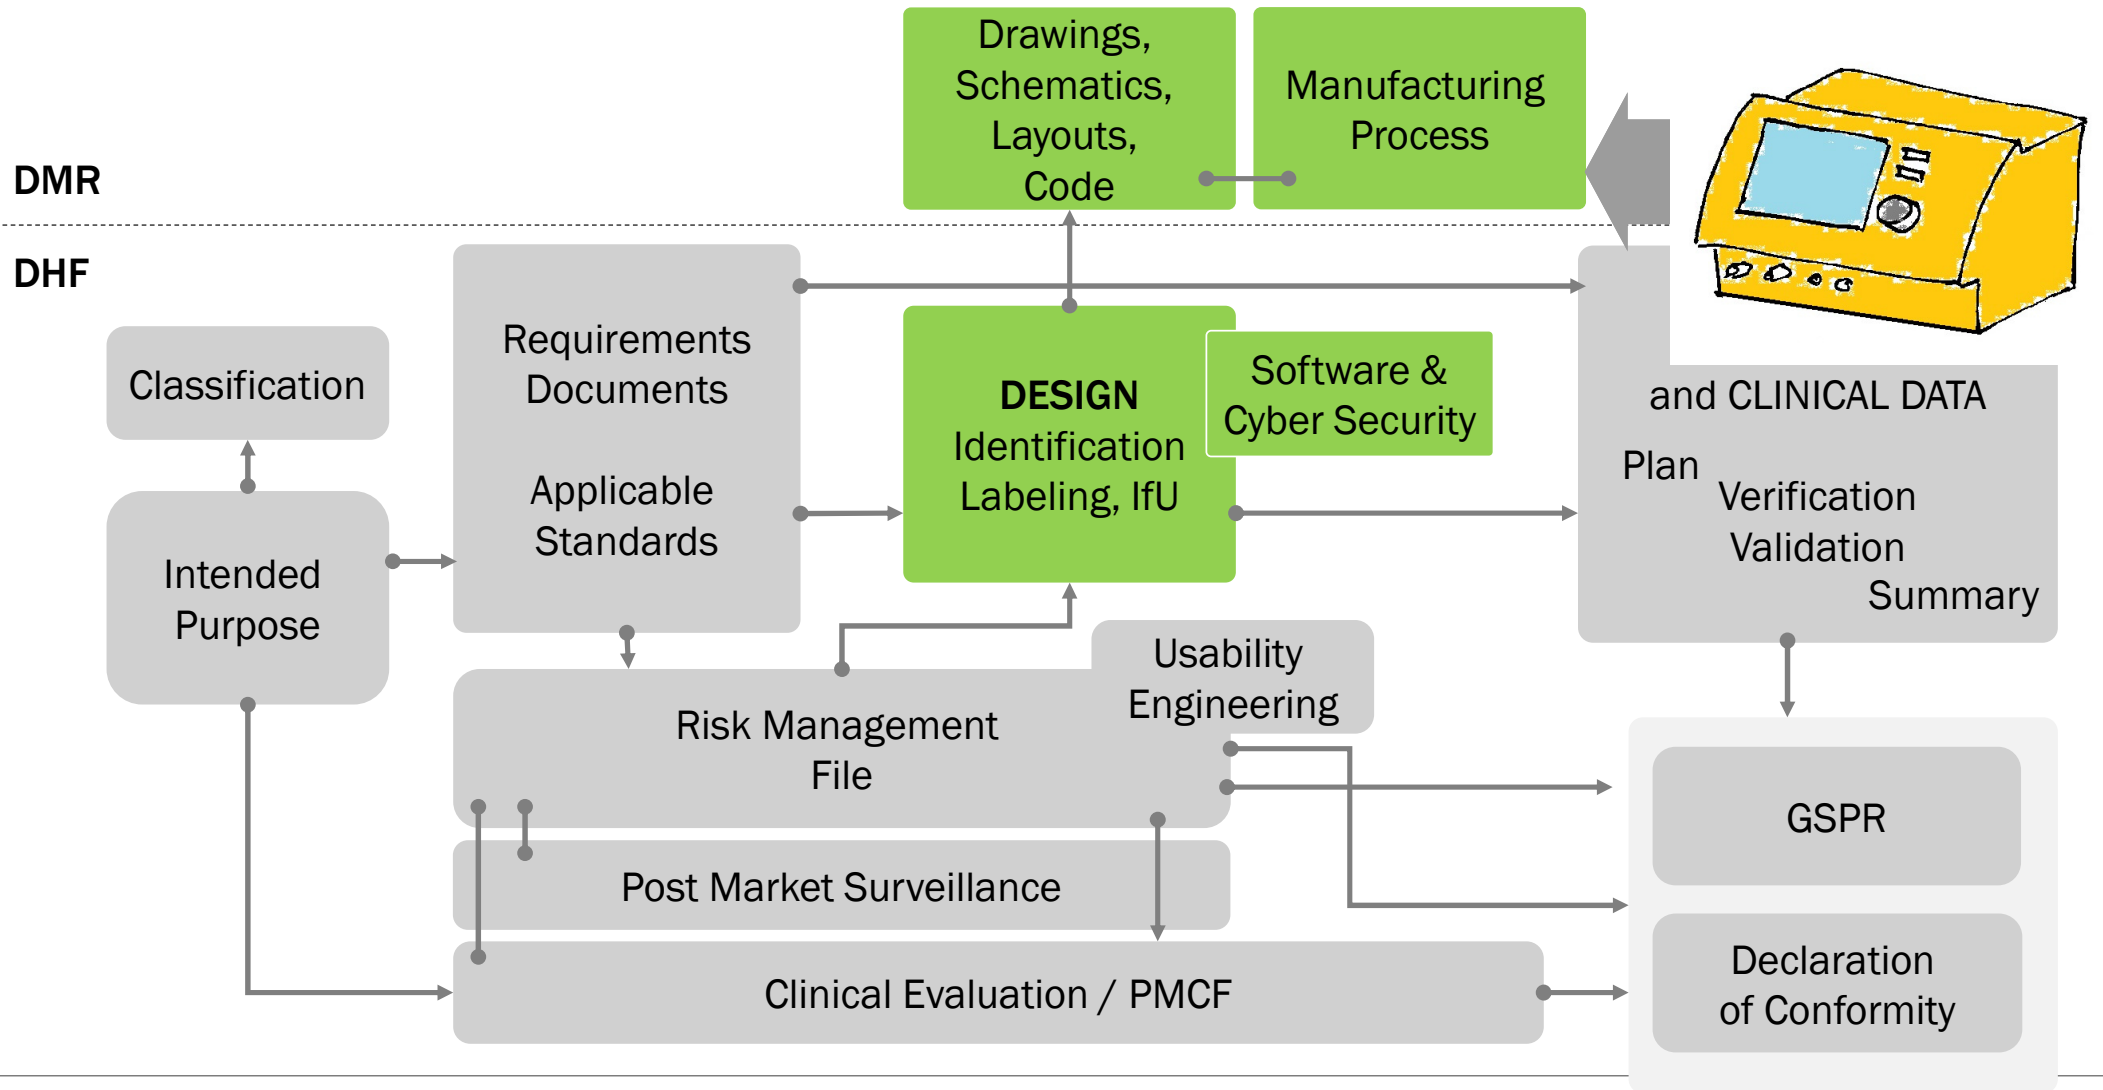 Drawings,
Schematics,
Layouts,
Code
Manufacturing
Process
DMR
DHF
Classification
Intended
Purpose
Requirements
Documents
Applicable
Standards
DESIGN
Identification
Labeling, IfU
Software &
Cyber Security
and CLINICAL DATA
Plan
Verification
Validation
Summary
Usability
Engineering
Risk Management
File
Post Market Surveillance
Clinical Evaluation / PMCF
GSPR
Declaration
of Conformity